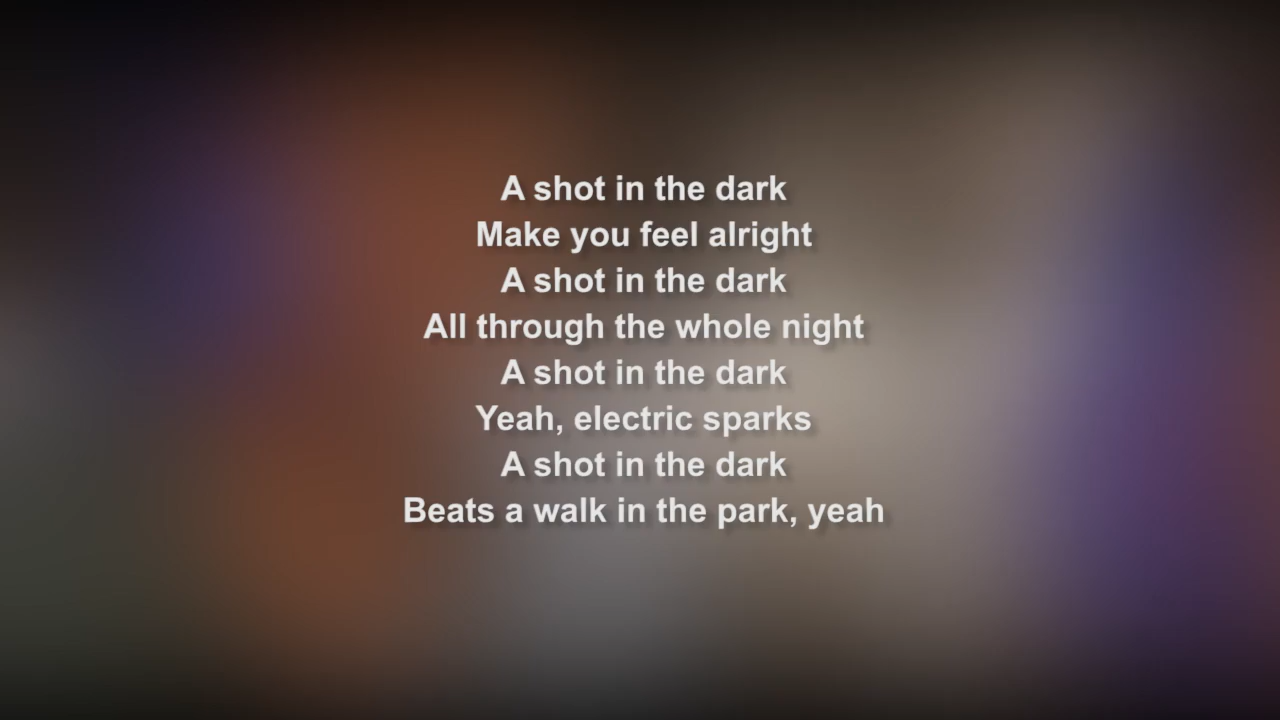 A shot in the dark
Make you feel alright
A shot in the dark
All through the whole night
A shot in the dark
Yeah, electric sparks
A shot in the dark
Beats a walk in the park, yeah